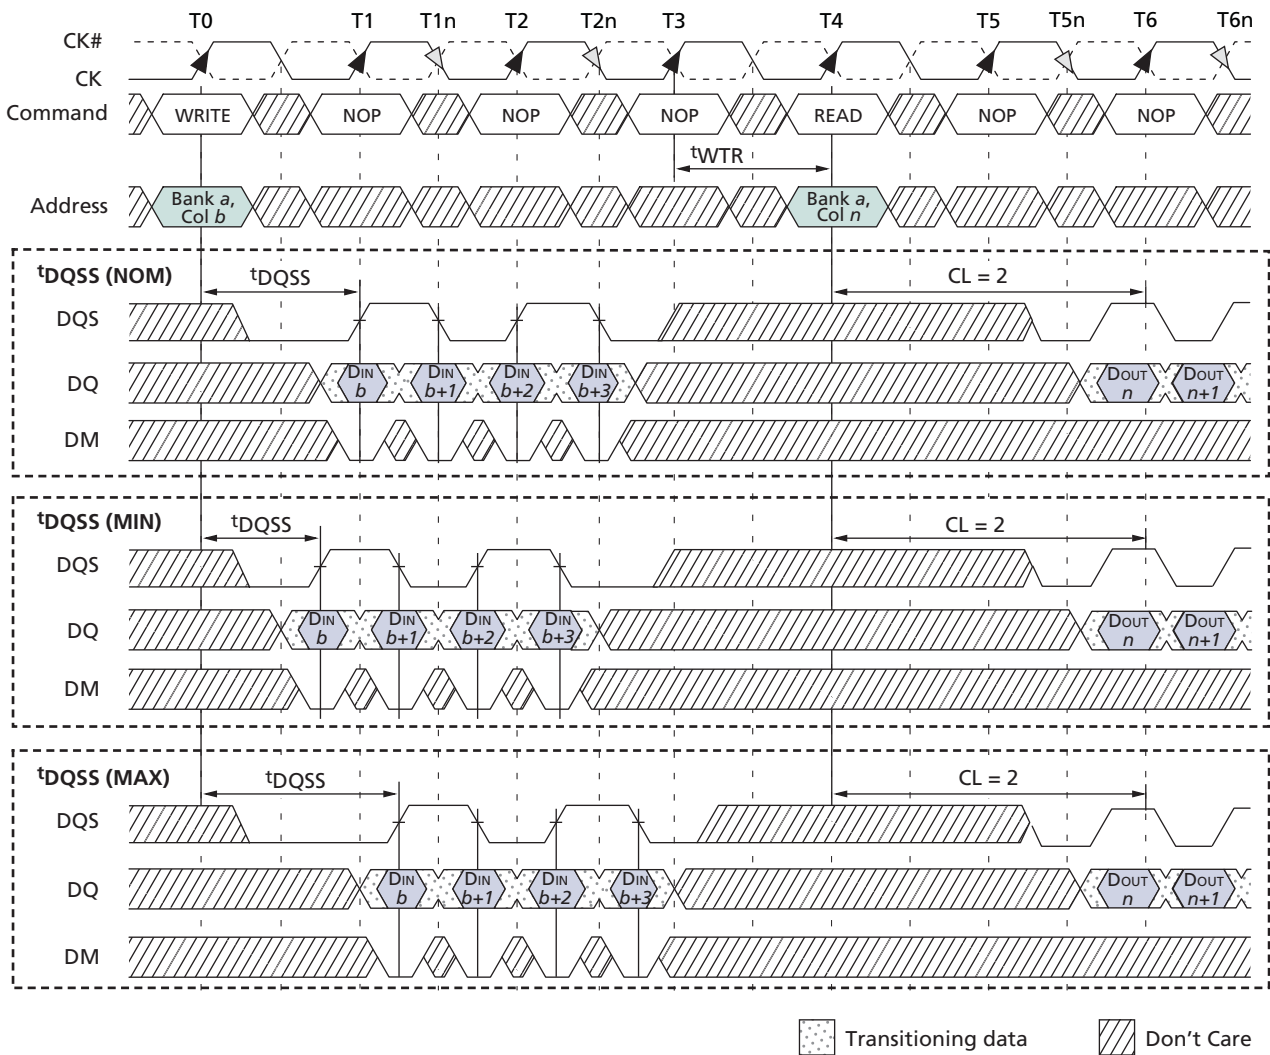 T0 T1 T1n T2 T2n T3 T4 T5 T5n T6 T6n
CK#
CK
Command WRITE NOP NOP NOP READ NOP NOP
tWTR
Address Bank a, Col b Bank a, Col n
tDQSS (NOM) tDQSS CL = 2
DQS
DQ DIN b DIN b+1 DIN b+2 DIN b+3 DOUT n DOUT n+1
DM
tDQSS (MIN) tDQSS CL = 2
DQS
DQ DIN b DIN b+1 DIN b+2 DIN b+3 DOUT n DOUT n+1
DM
tDQSS (MAX) tDQSS CL = 2
DQS
DQ DIN b DIN b+1 DIN b+2 DIN b+3 DOUT n DOUT n+1
DM
Transitioning data Don't Care